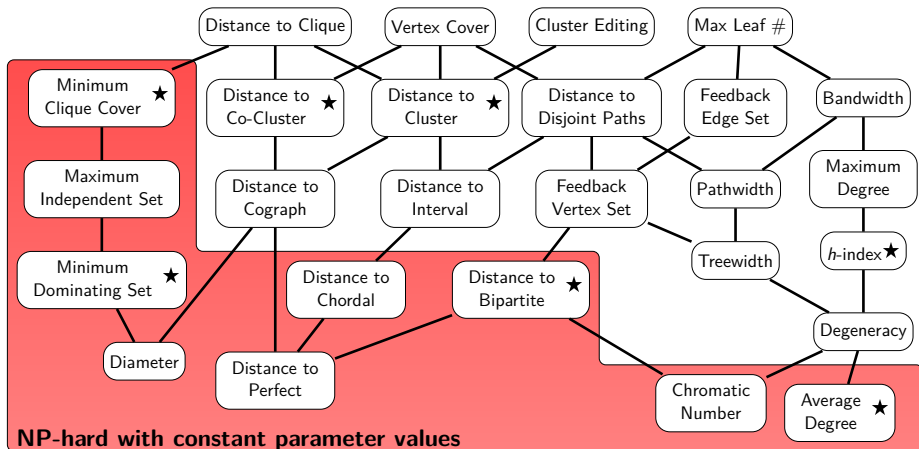 Distance to Clique
Vertex Cover
Cluster Editing
Max Leaf #
Minimum
Clique Cover ★
Distance to
Co-Cluster ★
Distance to
Cluster ★
Distance to
Disjoint Paths
Feedback
Edge Set
Bandwidth
Maximum
Independent Set
Distance to
Cograph
Distance to
Interval
Feedback
Vertex Set
Pathwidth
Maximum
Degree
Minimum
Dominating Set ★
Distance to
Chordal
Distance to
Bipartite ★
Treewidth
h-index ★
Diameter
Distance to
Perfect
Degeneracy
Chromatic
Number
Average
Degree ★
NP-hard with constant parameter values